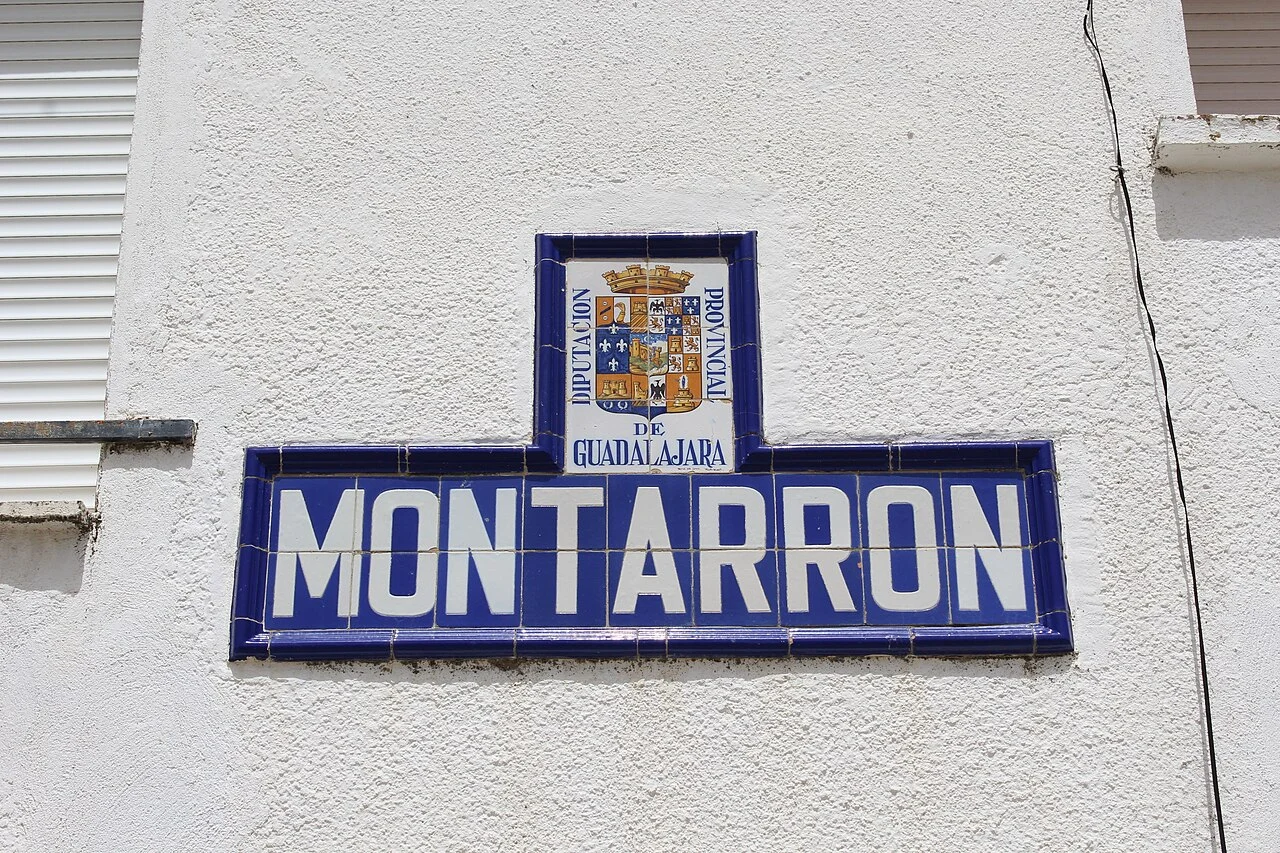 DIPUTACION
PROVINCIAL
DE
GUADALAJARA
MONTARRON